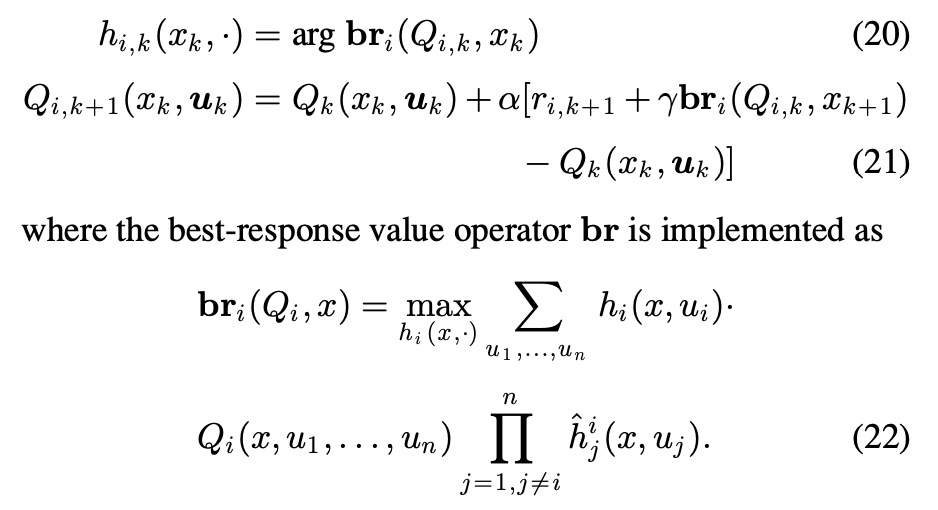 h_{i,k}(x_k, ·) = arg br_i(Q_{i,k}, x_k) (20)
Q_{i,k+1}(x_k, u_k) = Q_k(x_k, u_k) + α[r_{i,k+1} + γbr_i(Q_{i,k}, x_{k+1})
− Q_k(x_k, u_k)] (21)
where the best-response value operator br is implemented as
br_i(Q_i, x) = max_{h_i(x,·)} ∑_{u_1,…,u_n} h_i(x, u_i)·
Q_i(x, u_1, …, u_n) ∏_{j=1,j≠i}^{n} ĥ_j^i(x, u_j). (22)